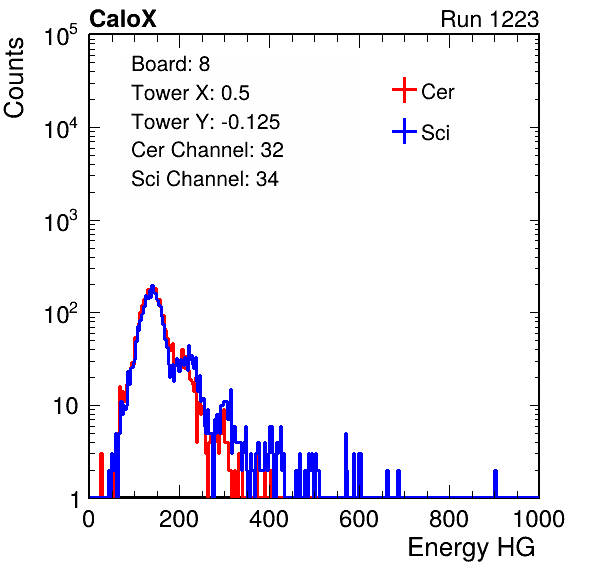 CaloX Run 1223
Counts
Board: 8
Tower X: 0.5
Tower Y: -0.125
Cer Channel: 32
Sci Channel: 34
Cer
Sci
10^5
10^4
10^3
10^2
10
1
0 200 400 600 800 1000
Energy HG